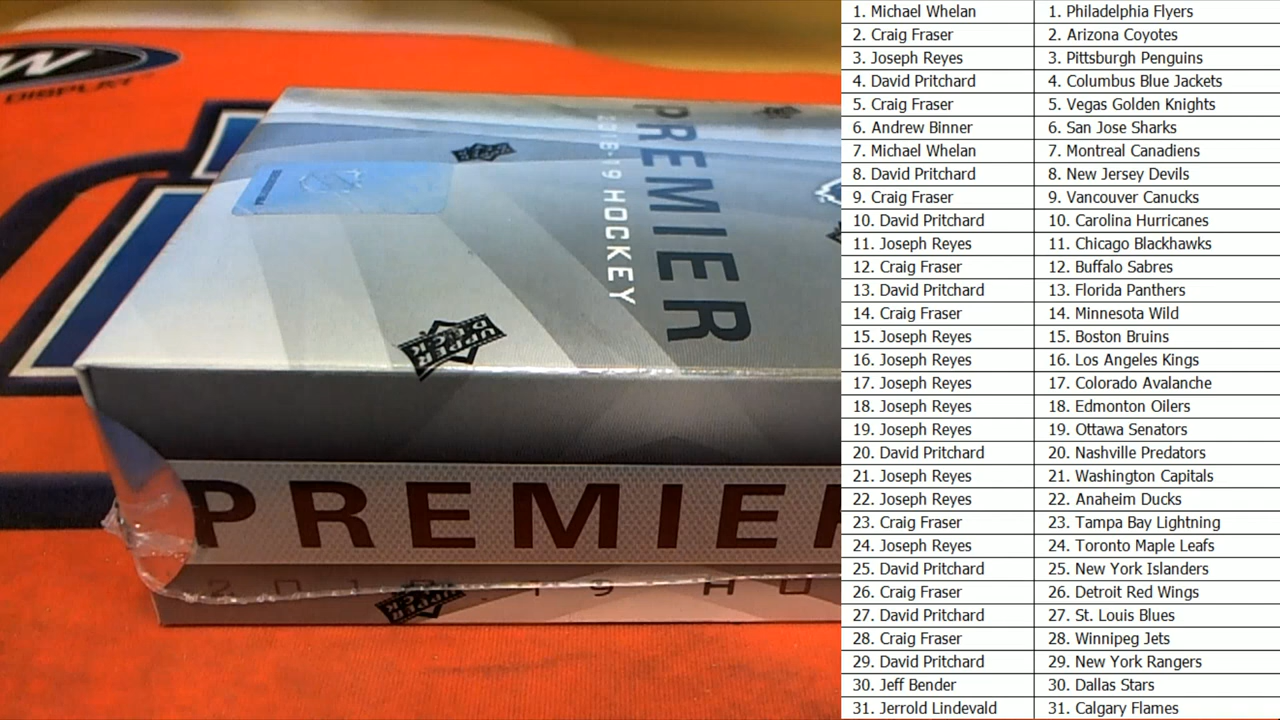 W
DISPLAY
PREMIER
2018-19 HOCKEY
UPPER DECK
PREMIER
2018-19 HO
UPPER DECK
1. Michael Whelan 1. Philadelphia Flyers
2. Craig Fraser 2. Arizona Coyotes
3. Joseph Reyes 3. Pittsburgh Penguins
4. David Pritchard 4. Columbus Blue Jackets
5. Craig Fraser 5. Vegas Golden Knights
6. Andrew Binner 6. San Jose Sharks
7. Michael Whelan 7. Montreal Canadiens
8. David Pritchard 8. New Jersey Devils
9. Craig Fraser 9. Vancouver Canucks
10. David Pritchard 10. Carolina Hurricanes
11. Joseph Reyes 11. Chicago Blackhawks
12. Craig Fraser 12. Buffalo Sabres
13. David Pritchard 13. Florida Panthers
14. Craig Fraser 14. Minnesota Wild
15. Joseph Reyes 15. Boston Bruins
16. Joseph Reyes 16. Los Angeles Kings
17. Joseph Reyes 17. Colorado Avalanche
18. Joseph Reyes 18. Edmonton Oilers
19. Joseph Reyes 19. Ottawa Senators
20. David Pritchard 20. Nashville Predators
21. Joseph Reyes 21. Washington Capitals
22. Joseph Reyes 22. Anaheim Ducks
23. Craig Fraser 23. Tampa Bay Lightning
24. Joseph Reyes 24. Toronto Maple Leafs
25. David Pritchard 25. New York Islanders
26. Craig Fraser 26. Detroit Red Wings
27. David Pritchard 27. St. Louis Blues
28. Craig Fraser 28. Winnipeg Jets
29. David Pritchard 29. New York Rangers
30. Jeff Bender 30. Dallas Stars
31. Jerrold Lindevald 31. Calgary Flames